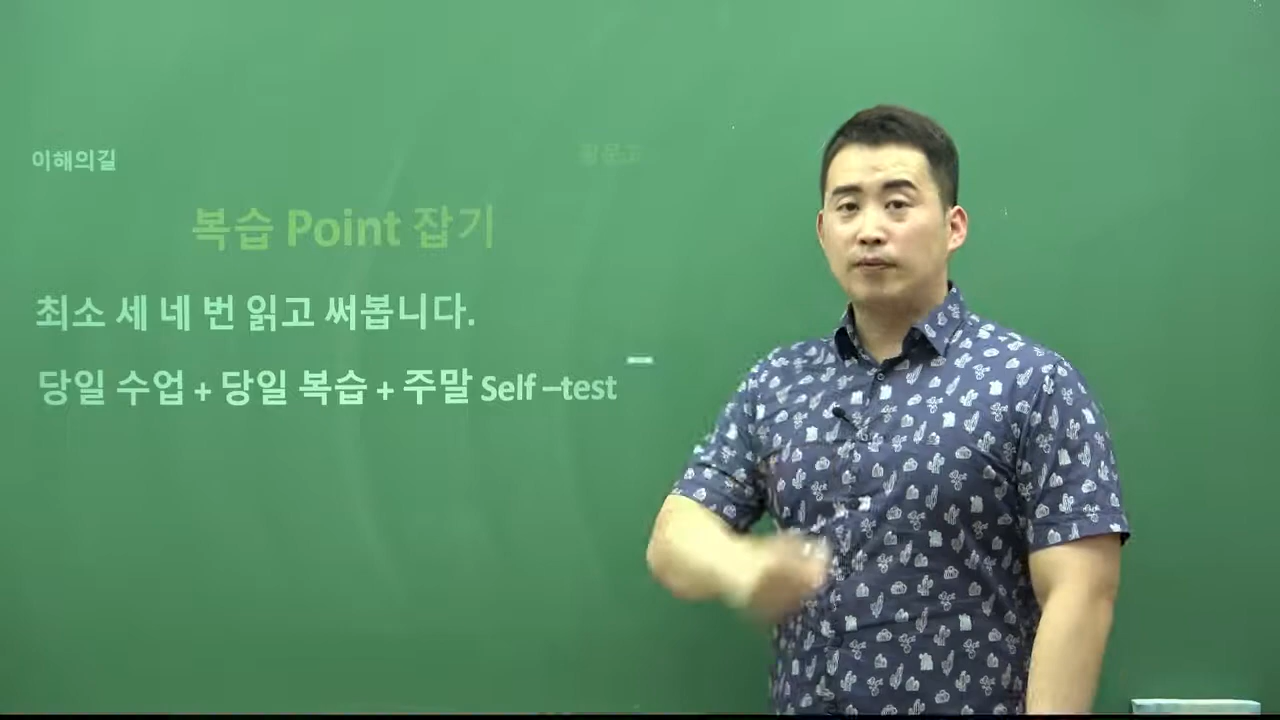 이해의길
복습 Point 잡기
최소 세 네 번 읽고 써봅니다.
당일 수업 + 당일 복습 + 주말 Self –test